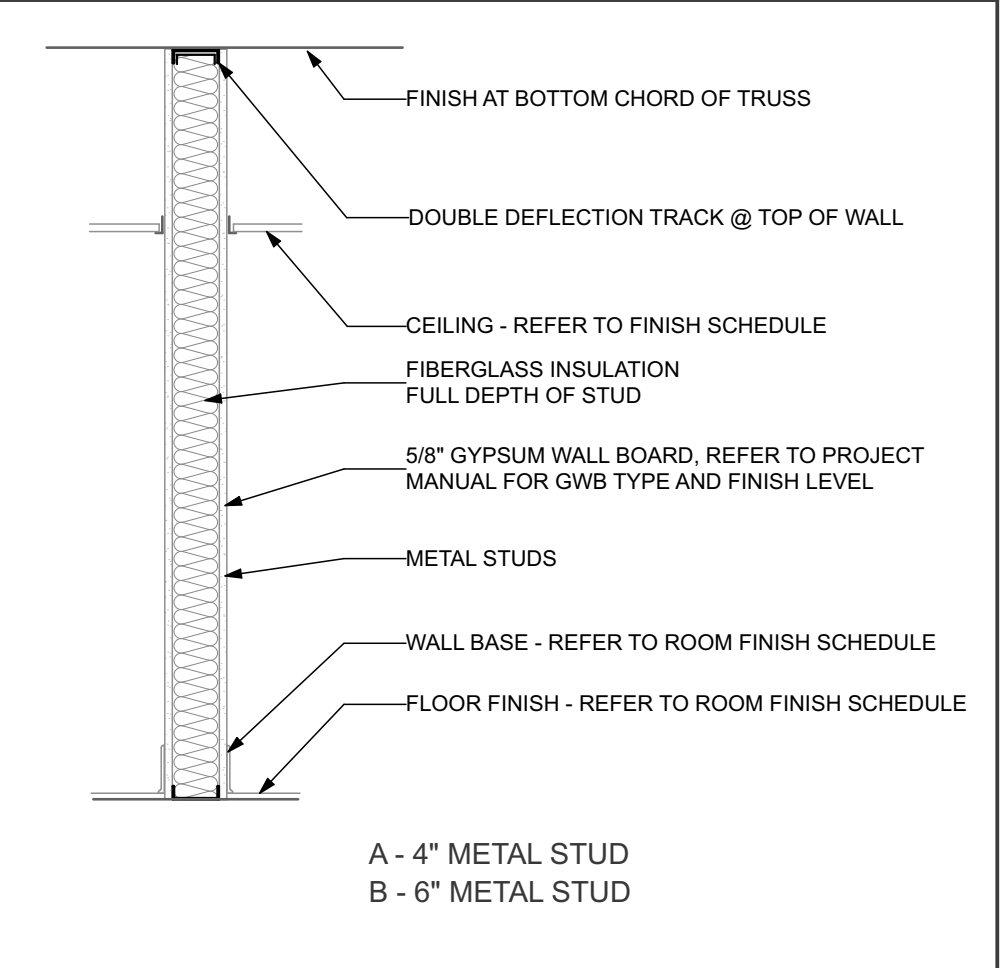 FINISH AT BOTTOM CHORD OF TRUSS
DOUBLE DEFLECTION TRACK @ TOP OF WALL
CEILING - REFER TO FINISH SCHEDULE
FIBERGLASS INSULATION
FULL DEPTH OF STUD
5/8" GYPSUM WALL BOARD, REFER TO PROJECT
MANUAL FOR GWB TYPE AND FINISH LEVEL
METAL STUDS
WALL BASE - REFER TO ROOM FINISH SCHEDULE
FLOOR FINISH - REFER TO ROOM FINISH SCHEDULE
A - 4" METAL STUD
B - 6" METAL STUD